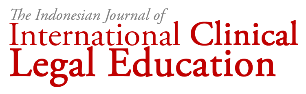 The Indonesian Journal of
International Clinical
Legal Education